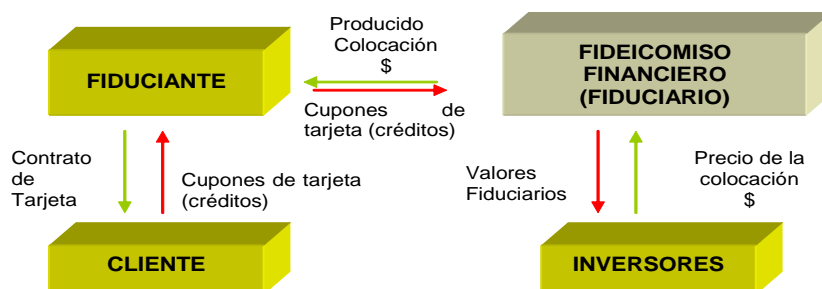 Producido
Colocación
$
FIDUCIANTE
FIDEICOMISO
FINANCIERO
(FIDUCIARIO)
Cupones de
tarjeta (créditos)
Contrato
de
Tarjeta
Cupones de tarjeta
(créditos)
Valores
Fiduciarios
Precio de la
colocación
$
CLIENTE
INVERSORES